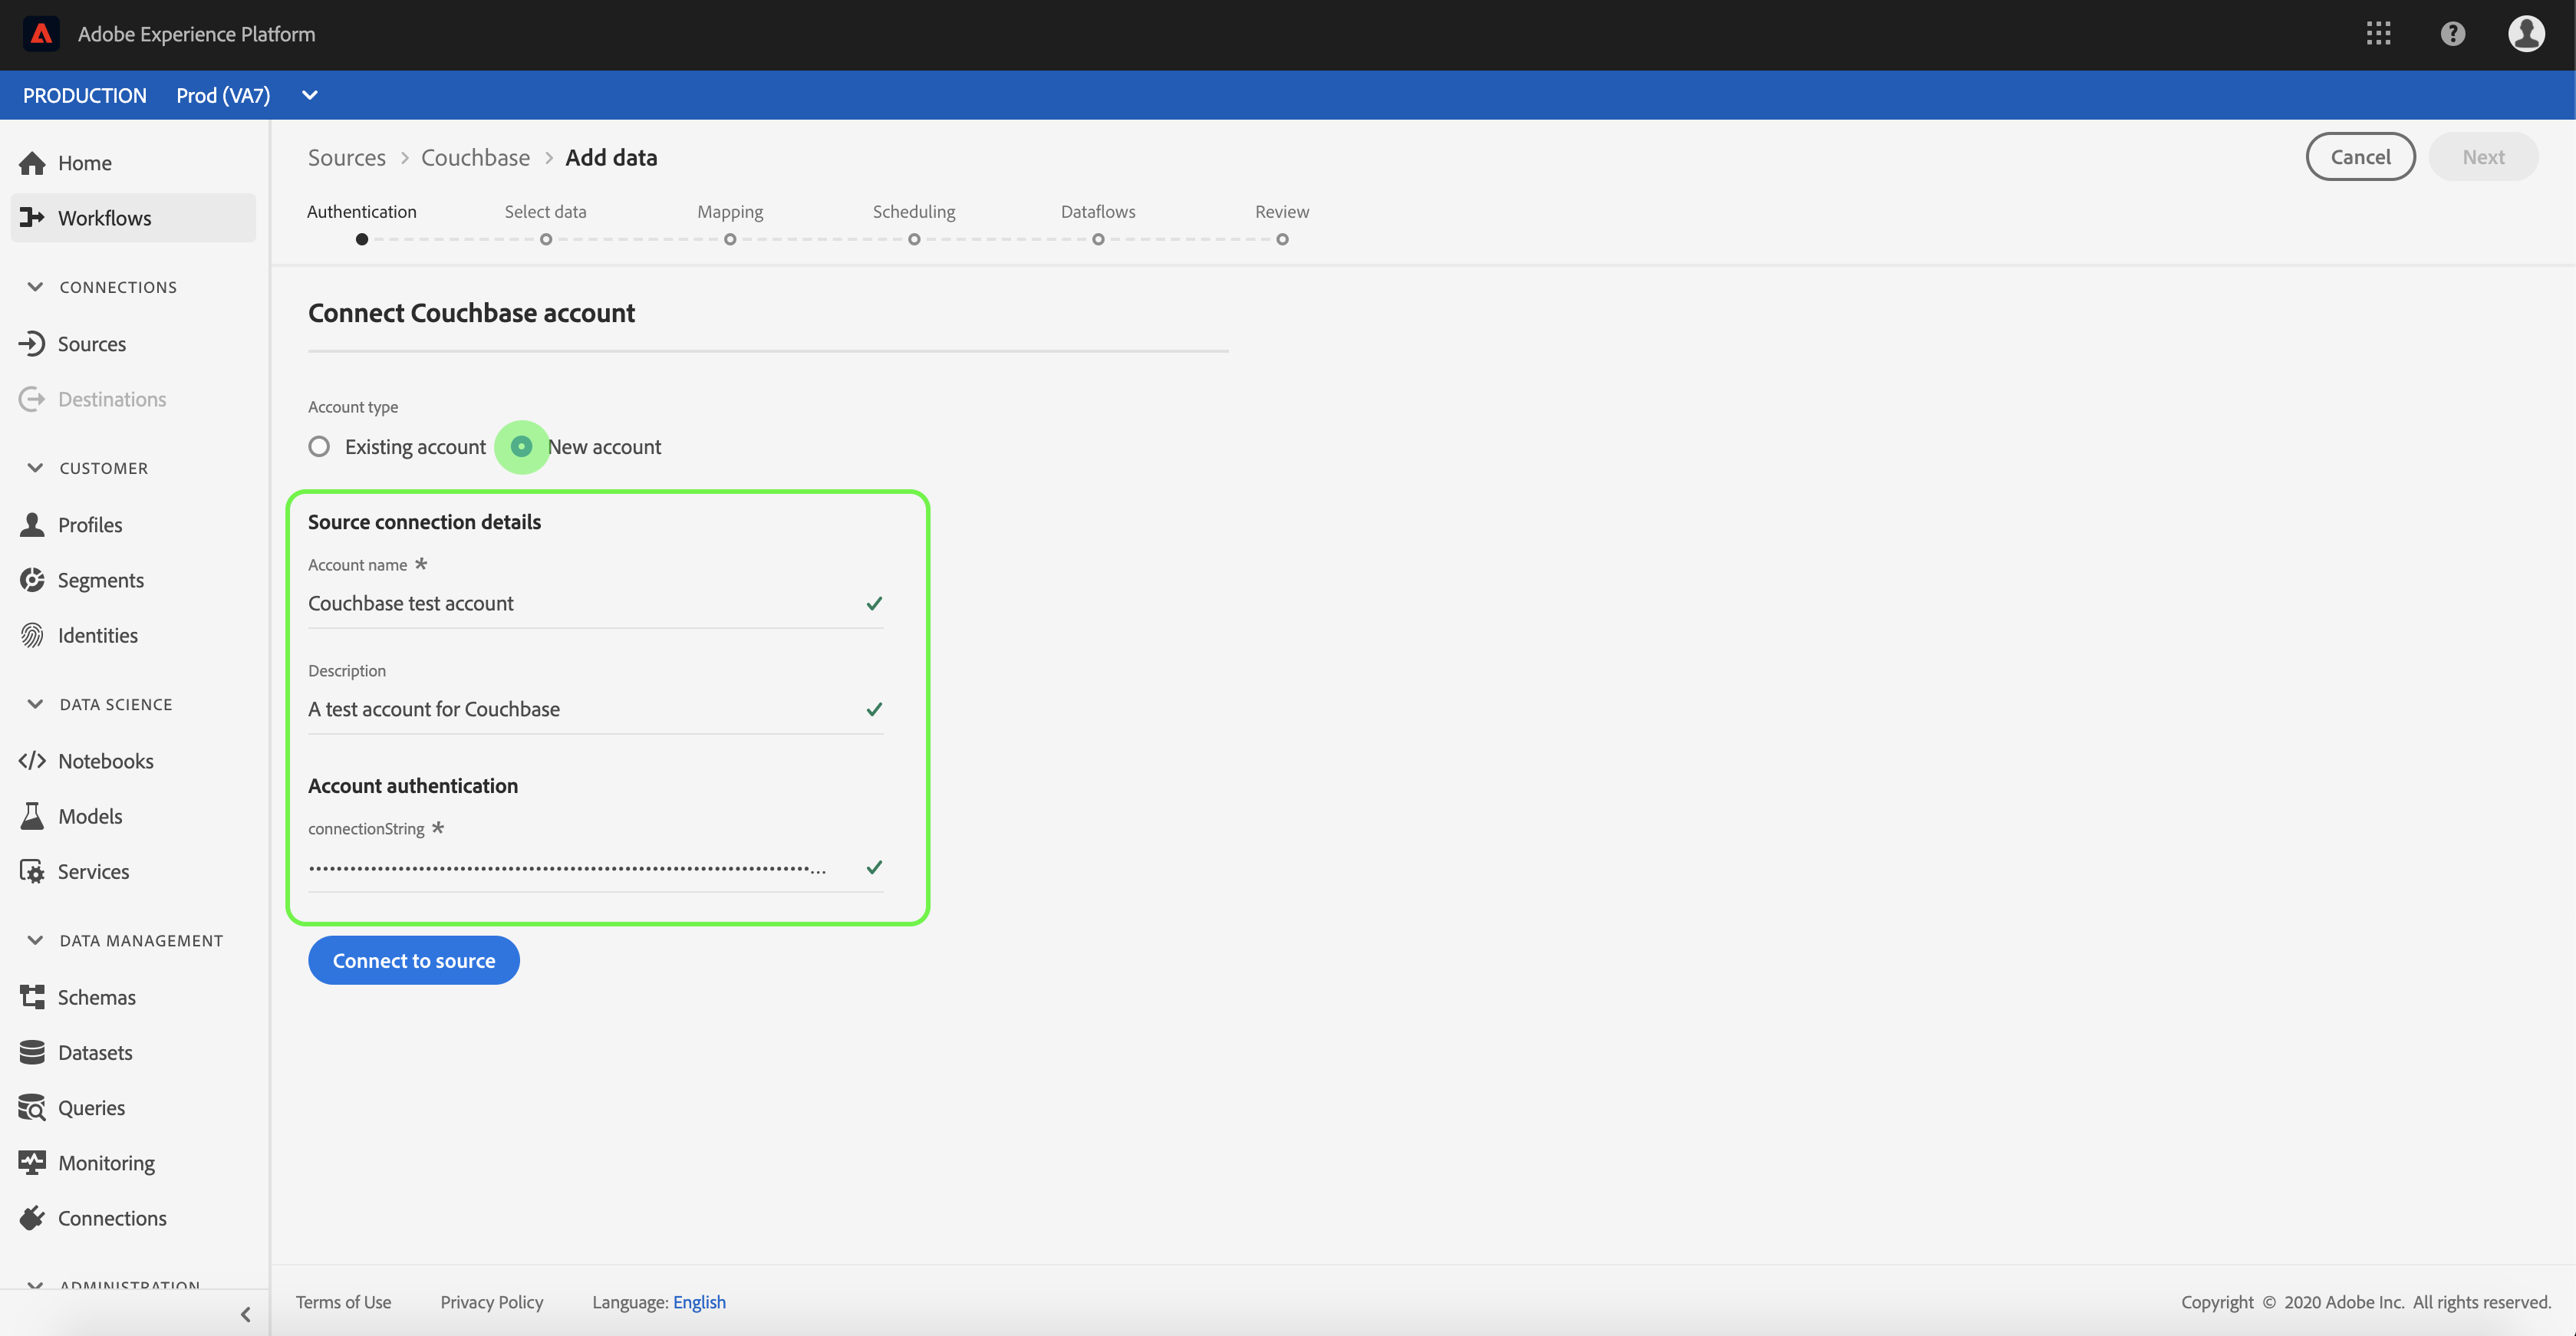 Adobe Experience Platform
PRODUCTION Prod (VA7)
Home
Workflows
CONNECTIONS
Sources
Destinations
CUSTOMER
Profiles
Segments
Identities
DATA SCIENCE
Notebooks
Models
Services
DATA MANAGEMENT
Schemas
Datasets
Queries
Monitoring
Connections
ADMINISTRATION
Sources > Couchbase > Add data
Cancel Next
Authentication Select data Mapping Scheduling Dataflows Review
Connect Couchbase account
Account type
Existing account New account
Source connection details
Account name *
Couchbase test account
Description
A test account for Couchbase
Account authentication
connectionString *
Connect to source
Terms of Use Privacy Policy Language: English Copyright © 2020 Adobe Inc. All rights reserved.